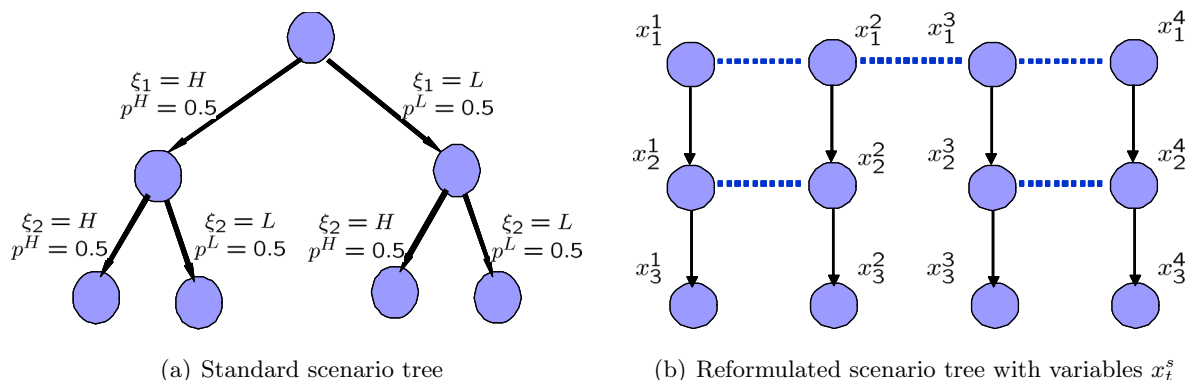 ξ₁ = H
pᴴ = 0.5
ξ₁ = L
pᴸ = 0.5
ξ₂ = H
pᴴ = 0.5
ξ₂ = L
pᴸ = 0.5
ξ₂ = H
pᴴ = 0.5
ξ₂ = L
pᴸ = 0.5
(a) Standard scenario tree
x₁¹ x₁² x₁³ x₁⁴
x₂¹ x₂² x₂³ x₂⁴
x₃¹ x₃² x₃³ x₃⁴
(b) Reformulated scenario tree with variables xₜˢ